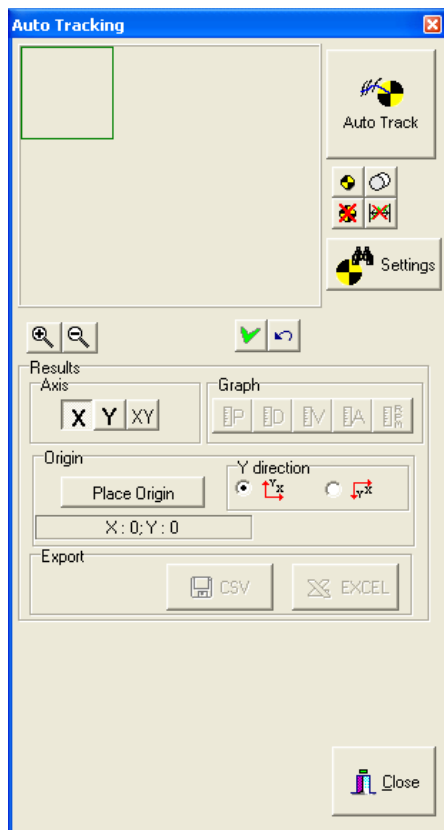 Auto Tracking
Auto Track
Settings
Results
Axis
X Y XY
Graph
P D V A RPM
Origin
Place Origin
X : 0; Y : 0
Y direction
Y X
Y X
Export
CSV
EXCEL
Close